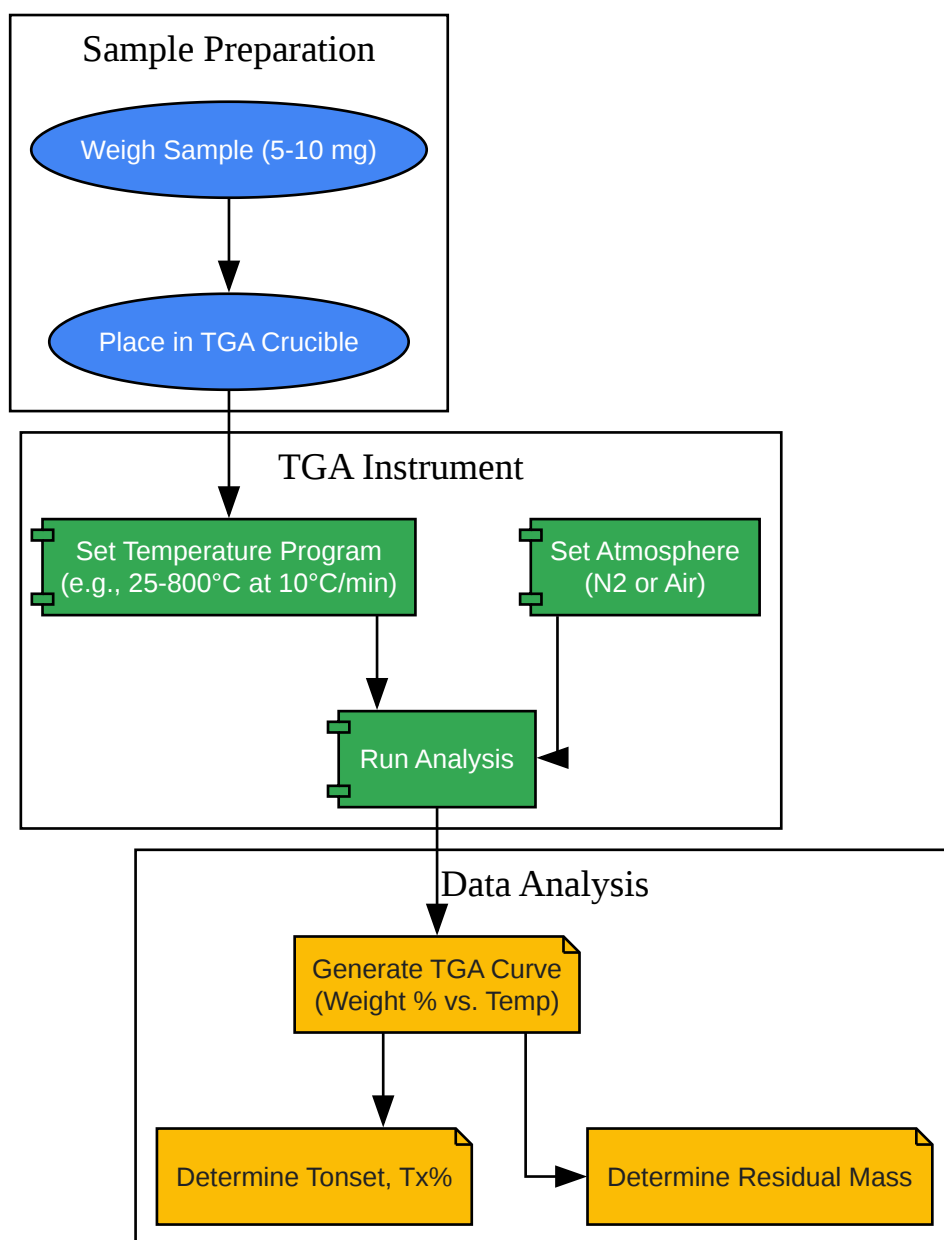 Sample Preparation
Weigh Sample (5-10 mg)
Place in TGA Crucible
TGA Instrument
Set Temperature Program
(e.g., 25-800°C at 10°C/min)
Set Atmosphere
(N2 or Air)
Run Analysis
Data Analysis
Generate TGA Curve
(Weight % vs. Temp)
Determine Tonset, Tx%
Determine Residual Mass